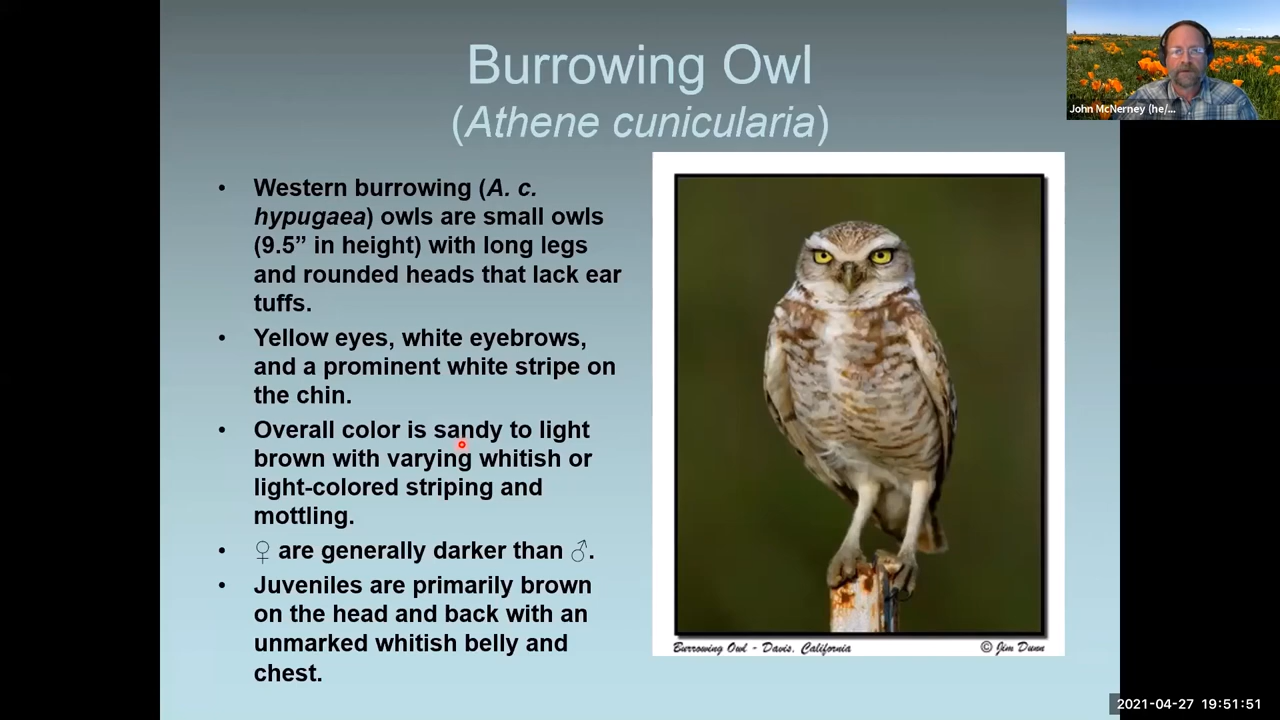 Burrowing Owl
(Athene cunicularia)
John McNerney (he/...
• Western burrowing (A. c.
hypugaea) owls are small owls
(9.5” in height) with long legs
and rounded heads that lack ear
tuffs.
• Yellow eyes, white eyebrows,
and a prominent white stripe on
the chin.
• Overall color is sandy to light
brown with varying whitish or
light-colored striping and
mottling.
• ♀ are generally darker than ♂.
• Juveniles are primarily brown
on the head and back with an
unmarked whitish belly and
chest.
Burrowing Owl - Davis, California
© Jim Dunn
2021-04-27 19:51:51